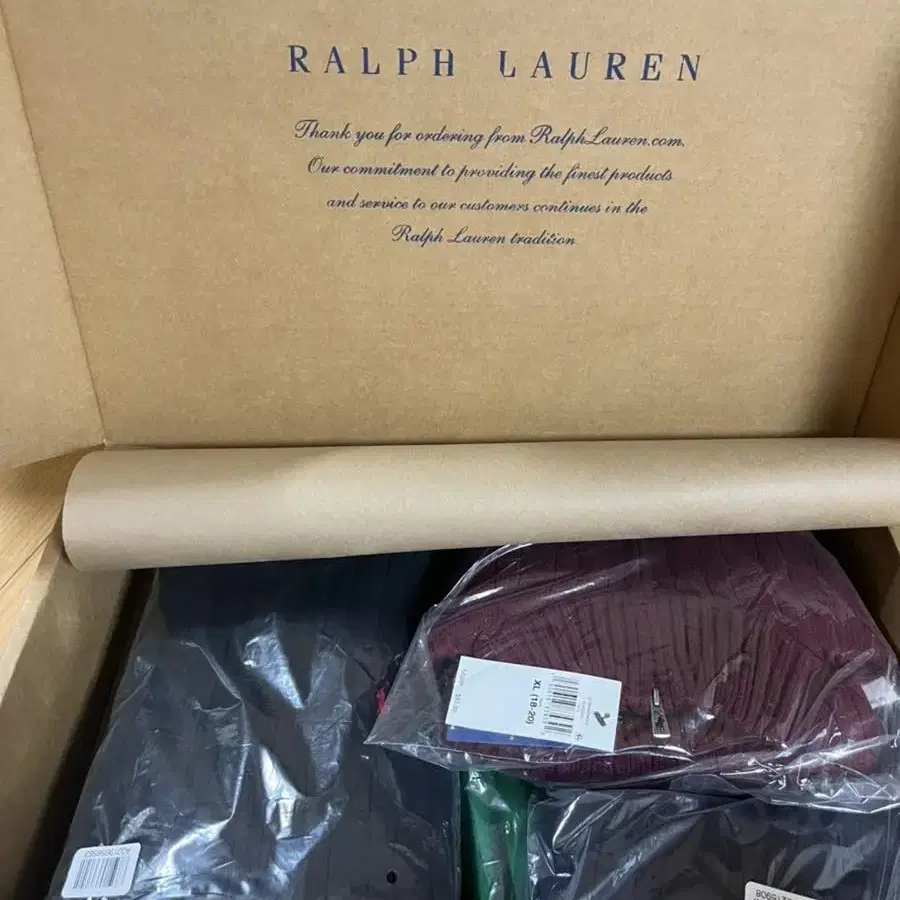 RALPH LAUREN
Thank you for ordering from RalphLauren.com.
Our commitment to providing the finest products
and service to our customers continues in the
Ralph Lauren tradition
XL (18-20)